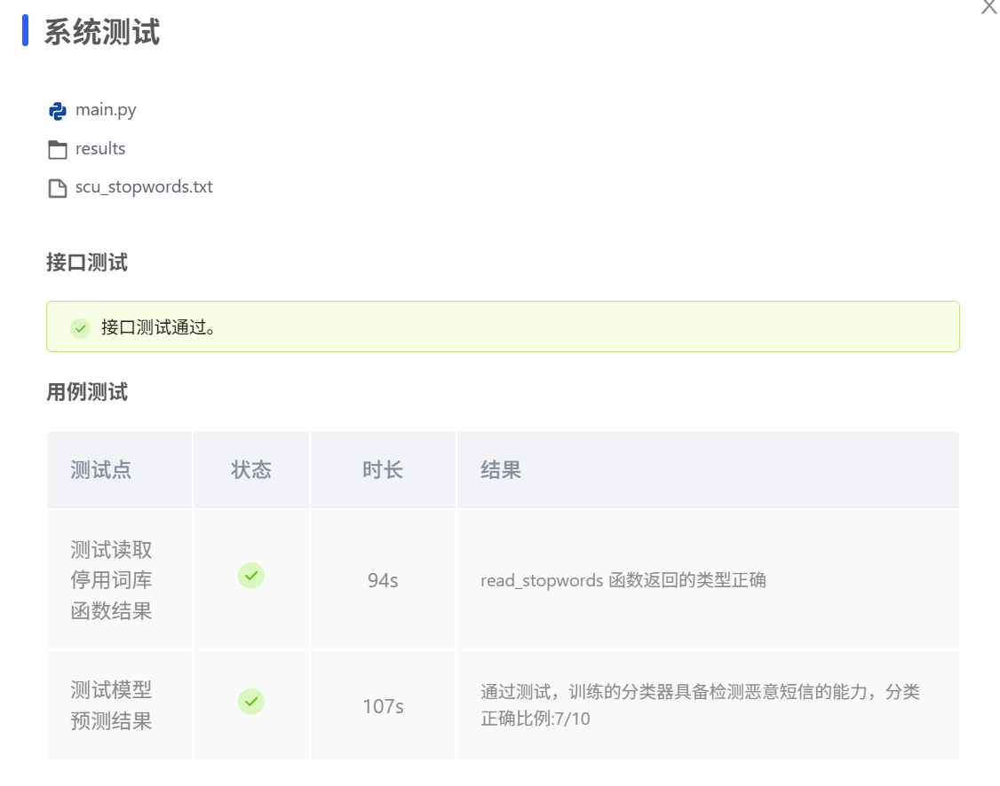 系统测试
main.py
results
scu_stopwords.txt
接口测试
接口测试通过。
用例测试
测试点 状态 时长 结果
测试读取
停用词库
函数结果
94s
read_stopwords 函数返回的类型正确
测试模型
预测结果
107s
通过测试，训练的分类器具备检测恶意短信的能力，分类
正确比例:7/10